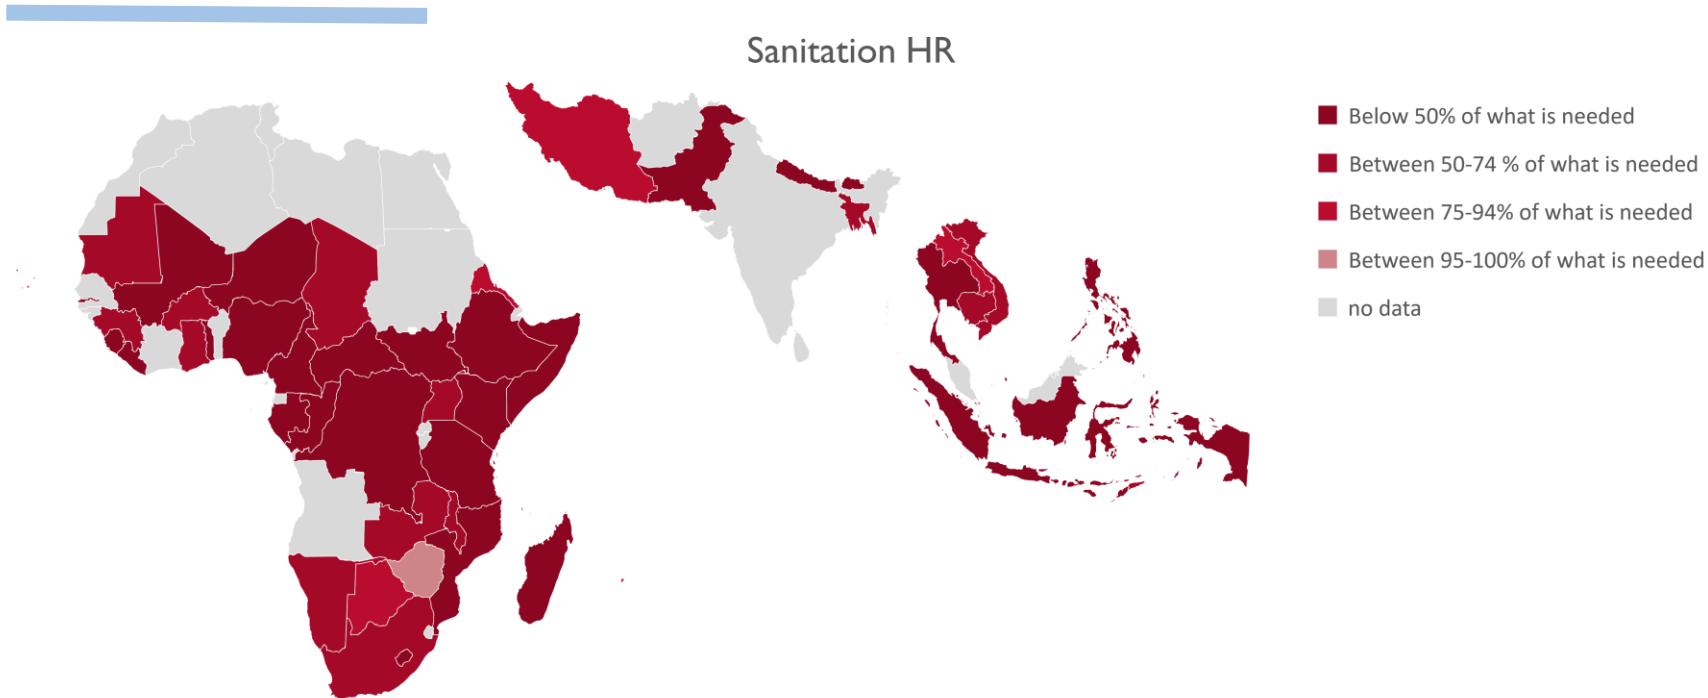 Sanitation HR
Below 50% of what is needed
Between 50-74 % of what is needed
Between 75-94% of what is needed
Between 95-100% of what is needed
no data